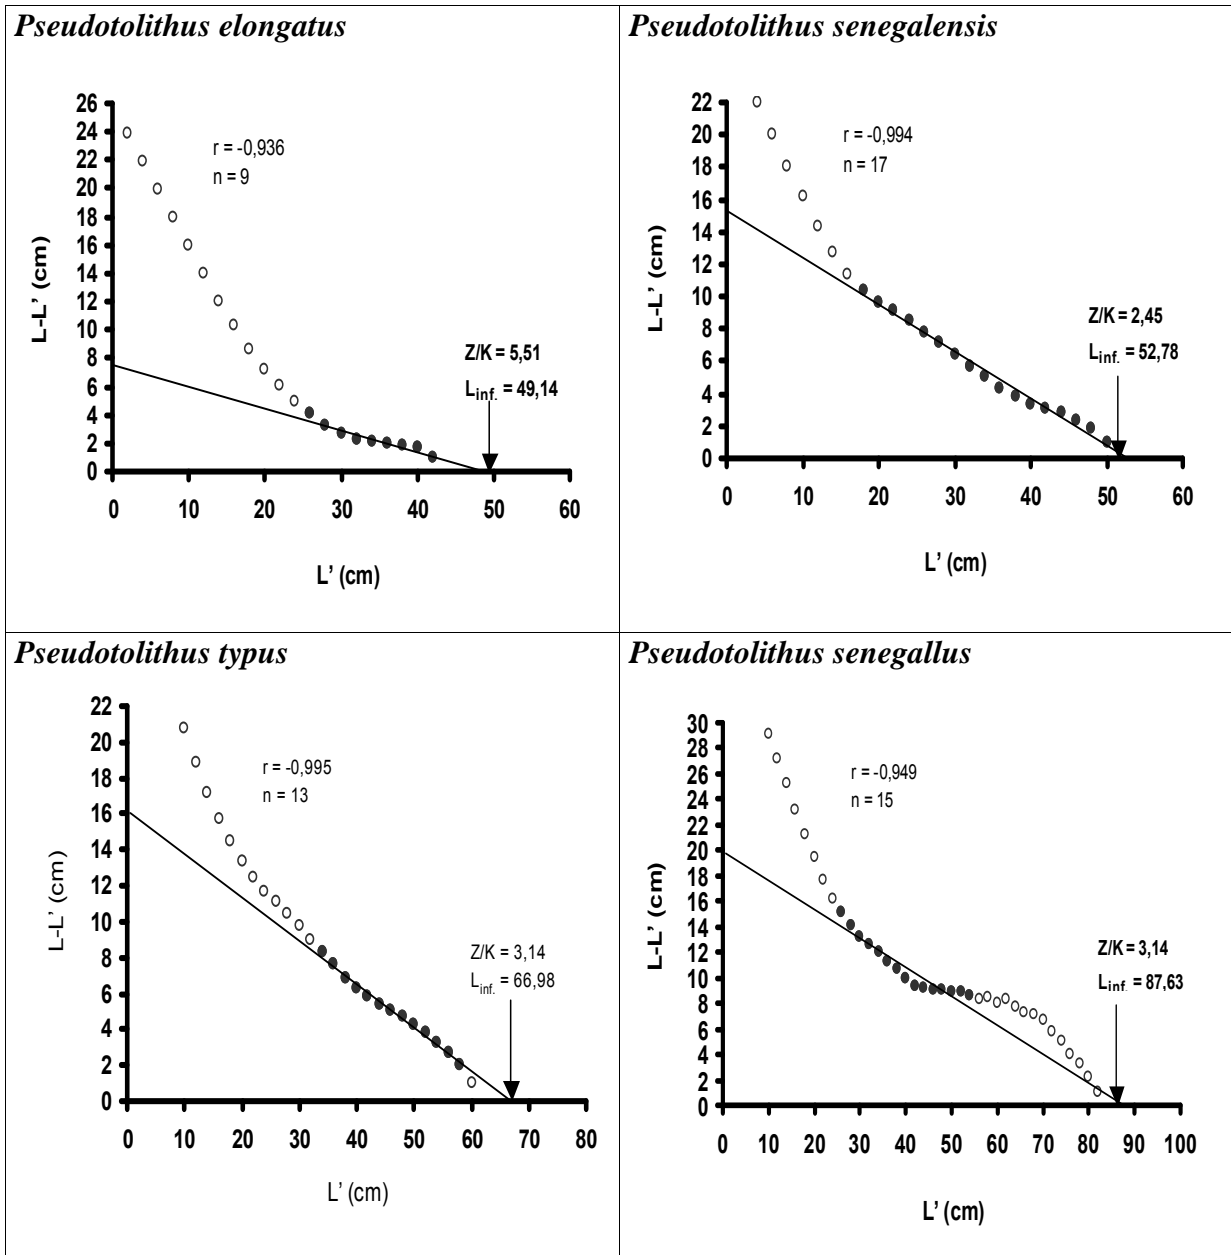 Pseudotolithus elongatus
26
24
22
20
18
16
14
12
10
8
6
4
2
0
L-L' (cm)
r = -0,936
n = 9
Z/K = 5,51
Linf. = 49,14
0 10 20 30 40 50 60
L' (cm)
Pseudotolithus senegalensis
22
20
18
16
14
12
10
8
6
4
2
0
L-L' (cm)
r = -0,994
n = 17
Z/K = 2,45
Linf. = 52,78
0 10 20 30 40 50 60
L' (cm)
Pseudotolithus typus
22
20
18
16
14
12
10
8
6
4
2
0
L-L' (cm)
r = -0,995
n = 13
Z/K = 3,14
Linf. = 66,98
0 10 20 30 40 50 60 70 80
L' (cm)
Pseudotolithus senegallus
30
28
26
24
22
20
18
16
14
12
10
8
6
4
2
0
L-L' (cm)
r = -0,949
n = 15
Z/K = 3,14
Linf. = 87,63
0 10 20 30 40 50 60 70 80 90 100
L' (cm)